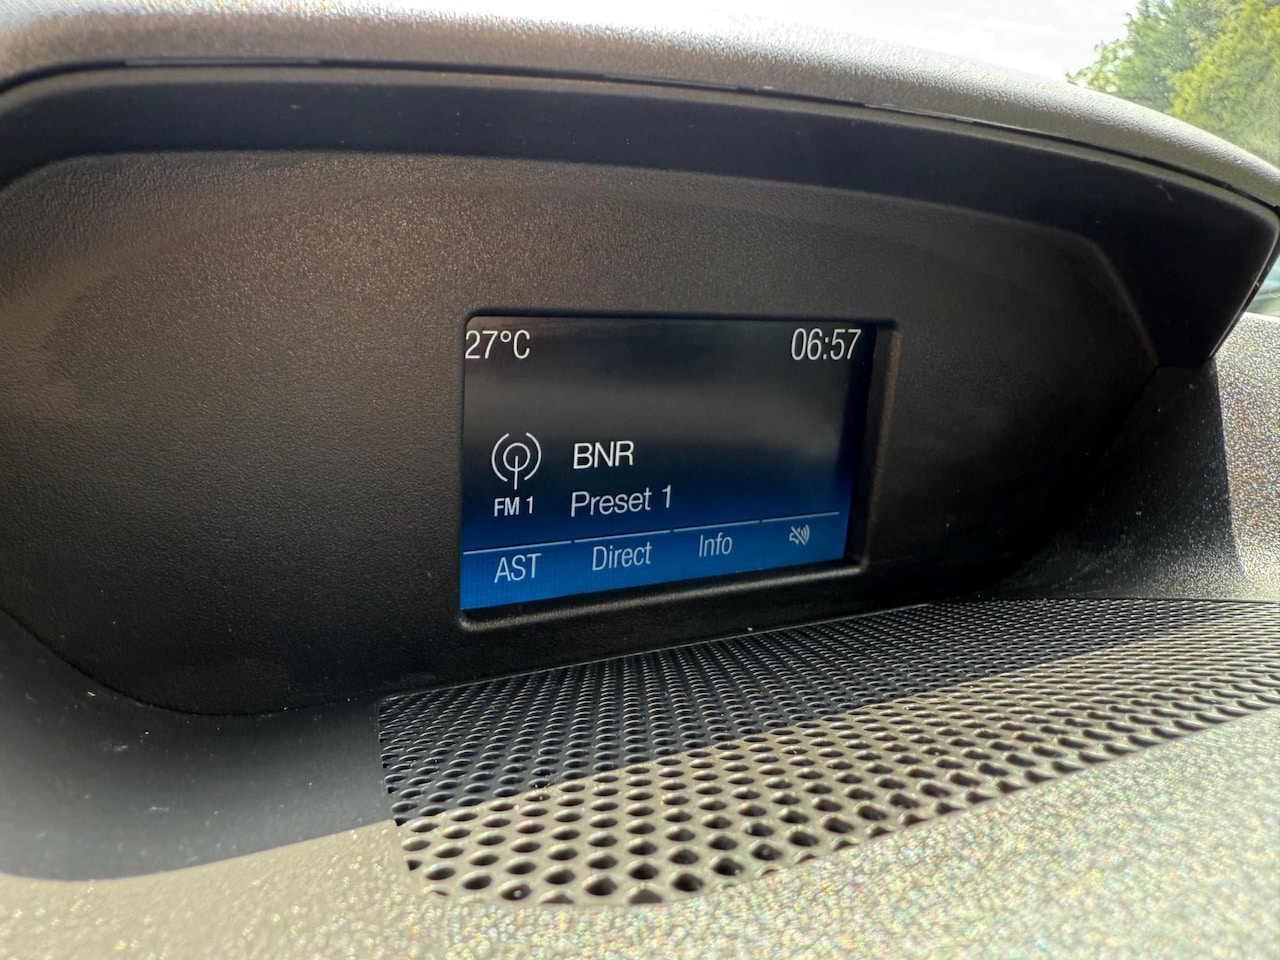 27°C 06:57
BNR
FM 1 Preset 1
AST Direct Info